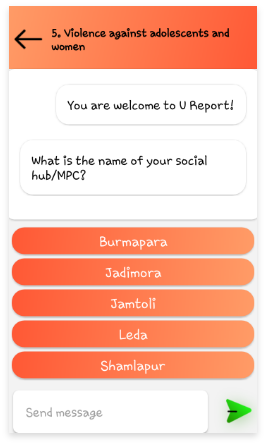 5. Violence against adolescents and
women
You are welcome to U Report!
What is the name of your social
hub/MPC?
Burmapara
Jadimora
Jamtoli
Leda
Shamlapur
Send message